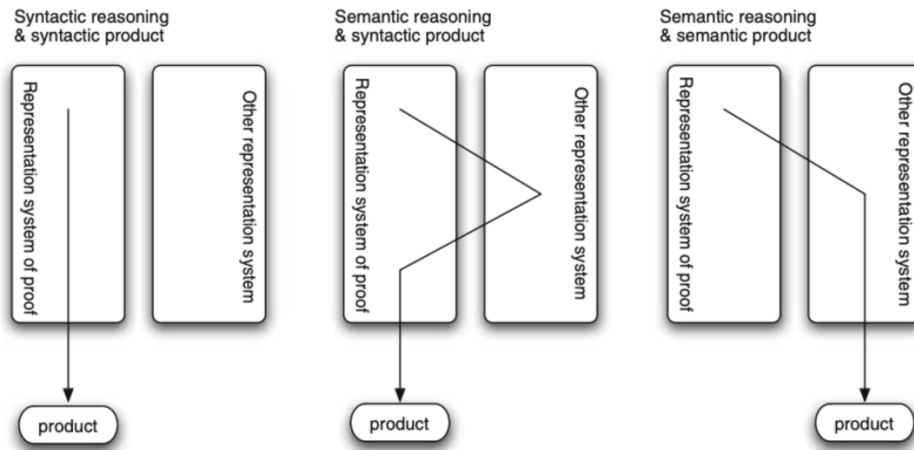 Syntactic reasoning
& syntactic product
Representation system of proof
Other representation system
product
Semantic reasoning
& syntactic product
Representation system of proof
Other representation system
product
Semantic reasoning
& semantic product
Representation system of proof
Other representation system
product